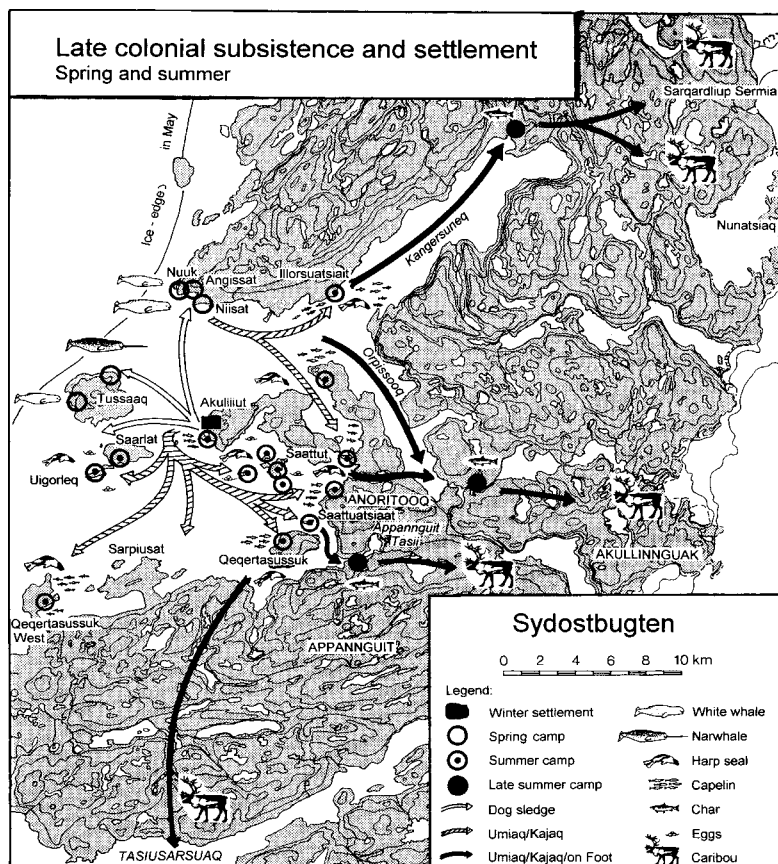 Late colonial subsistence and settlement
Spring and summer
Sarqardliup Sermia
Ice-edge in May
Kangersuneq
Nunatsiaq
Nuuk
Angissat
Illorsuatsiait
Niisat
Orpissooq
Tussaaq
Akuliiut
Saarlat
Saattut
Uigorleq
ANORITOOQ
Saattuatsiaat
Appannguit
Tasii
AKULLINNGUAK
Sarpiusat
Qeqertasussuk
Qeqertasussuk
West
APPANNGUIT
TASIUSARSUAQ
Sydostbugten
0 2 4 6 8 10 km
Legend:
Winter settlement
White whale
Spring camp
Narwhale
Summer camp
Harp seal
Late summer camp
Capelin
Dog sledge
Char
Umiaq/Kajaq
Eggs
Umiaq/Kajaq/on Foot
Caribou